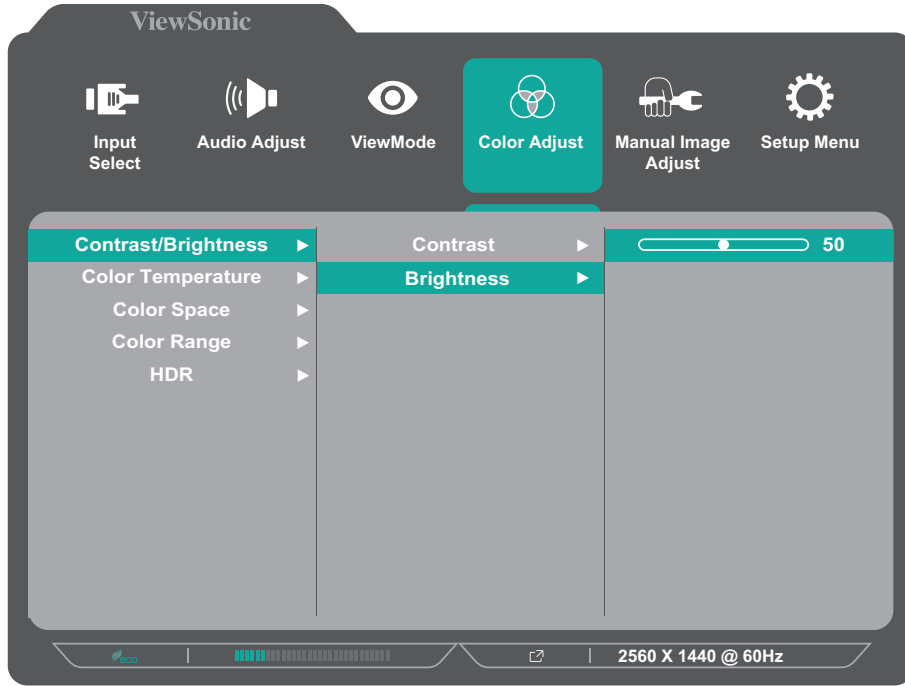 ViewSonic
Input
Select
Audio Adjust
ViewMode
Color Adjust
Manual Image
Adjust
Setup Menu
Contrast/Brightness
Contrast
50
Color Temperature
Brightness
Color Space
Color Range
HDR
eco
2560 X 1440 @ 60Hz